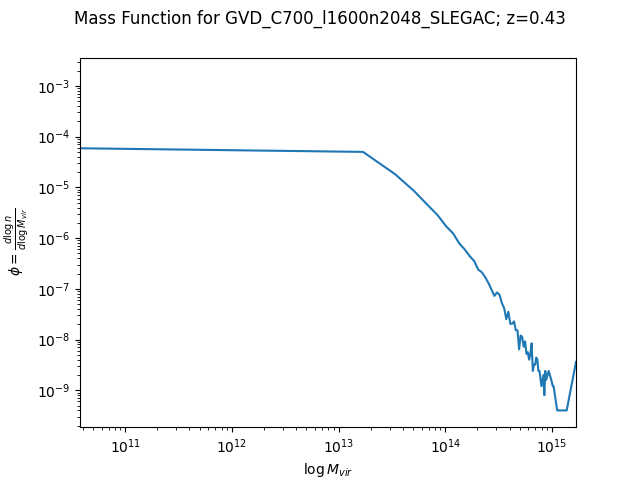 Mass Function for GVD_C700_l1600n2048_SLEGAC; z=0.43
10⁻³
10⁻⁴
10⁻⁵
10⁻⁶
10⁻⁷
10⁻⁸
10⁻⁹
ϕ = d log n / d log M_vir
10¹¹ 10¹² 10¹³ 10¹⁴ 10¹⁵
log M_vir